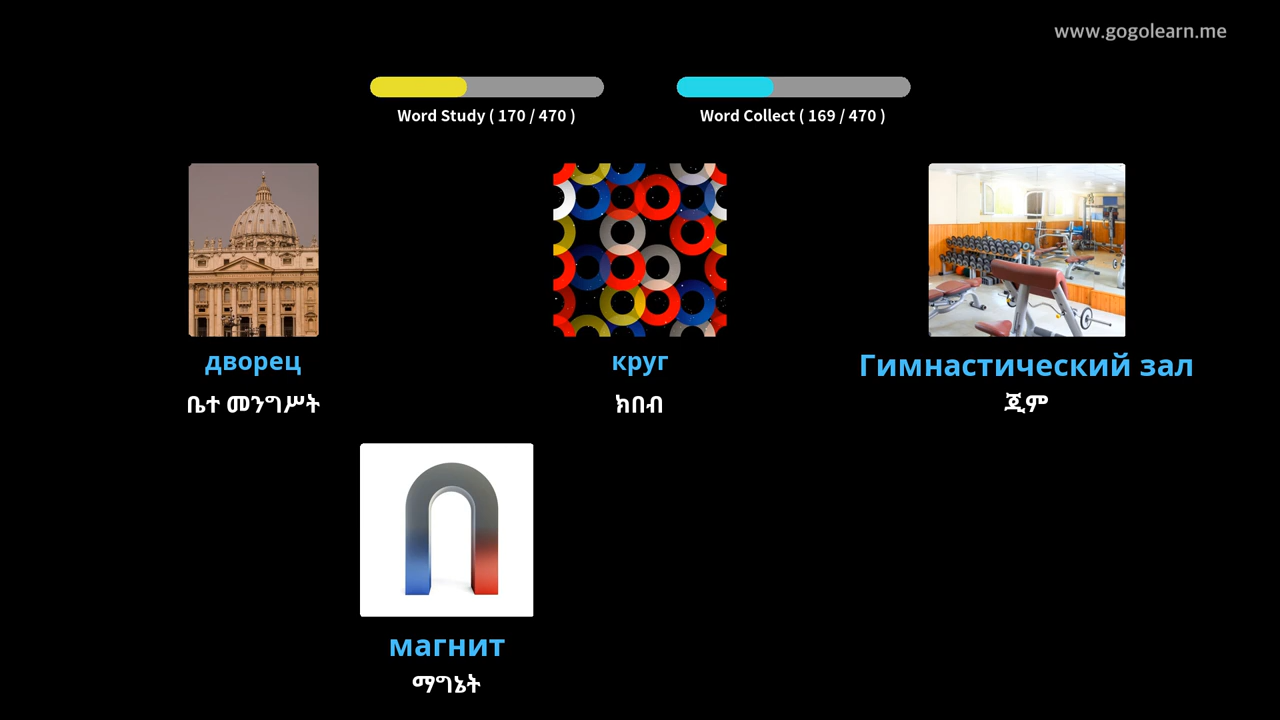 www.gogolearn.me
Word Study ( 170 / 470 )
Word Collect ( 169 / 470 )
дворец
ቤተ መንግሥት
круг
ክበብ
Гимнастический зал
ጂም
магнит
ማግኔት